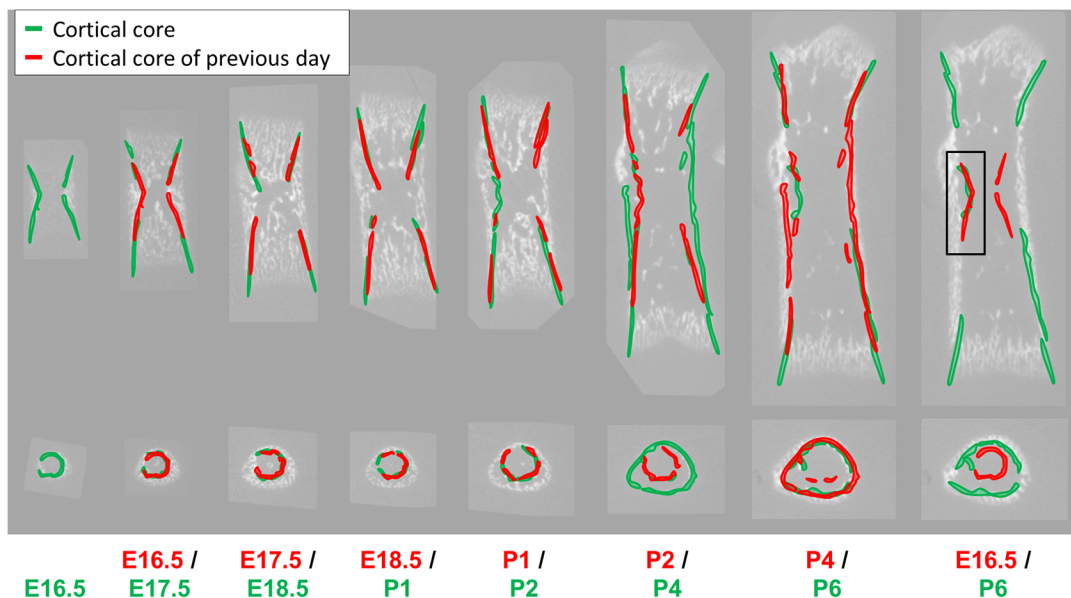 Cortical core
Cortical core of previous day
E16.5 / E17.5 / E18.5 / P1 / P2 / P4 / E16.5 /
E16.5 E17.5 E18.5 P1 P2 P4 P6 P6